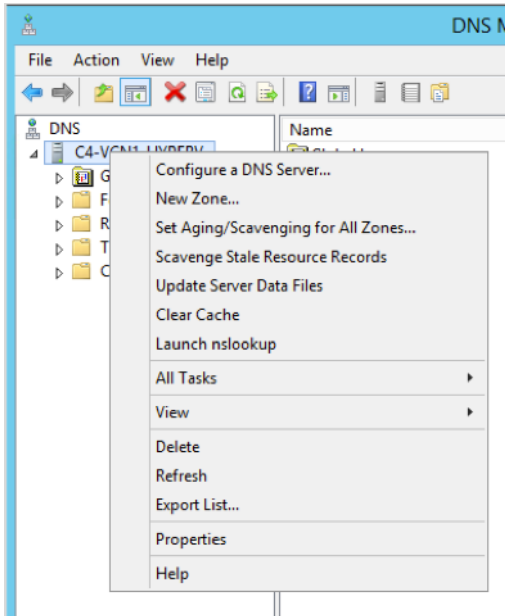 DNS M
File Action View Help
DNS
Name
C4-VCN1-HYPERV
G
F
R
T
C
Configure a DNS Server...
New Zone...
Set Aging/Scavenging for All Zones...
Scavenge Stale Resource Records
Update Server Data Files
Clear Cache
Launch nslookup
All Tasks
View
Delete
Refresh
Export List...
Properties
Help